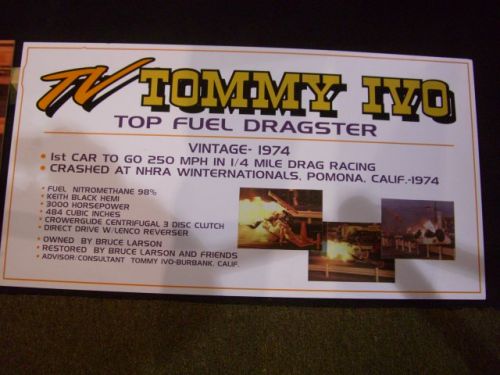 TV TOMMY IVO
TOP FUEL DRAGSTER
VINTAGE- 1974
• 1st CAR TO GO 250 MPH IN 1/4 MILE DRAG RACING
• CRASHED AT NHRA WINTERNATIONALS, POMONA, CALIF.-1974
• FUEL NITROMETHANE 98%
• KEITH BLACK HEMI
• 3000 HORSEPOWER
• 484 CUBIC INCHES
• CROWERGLIDE CENTRIFUGAL 3 DISC CLUTCH
• DIRECT DRIVE W/LENCO REVERSER
• OWNED BY BRUCE LARSON
• RESTORED BY BRUCE LARSON AND FRIENDS
• ADVISOR/CONSULTANT TOMMY IVO-BURBANK, CALIF.